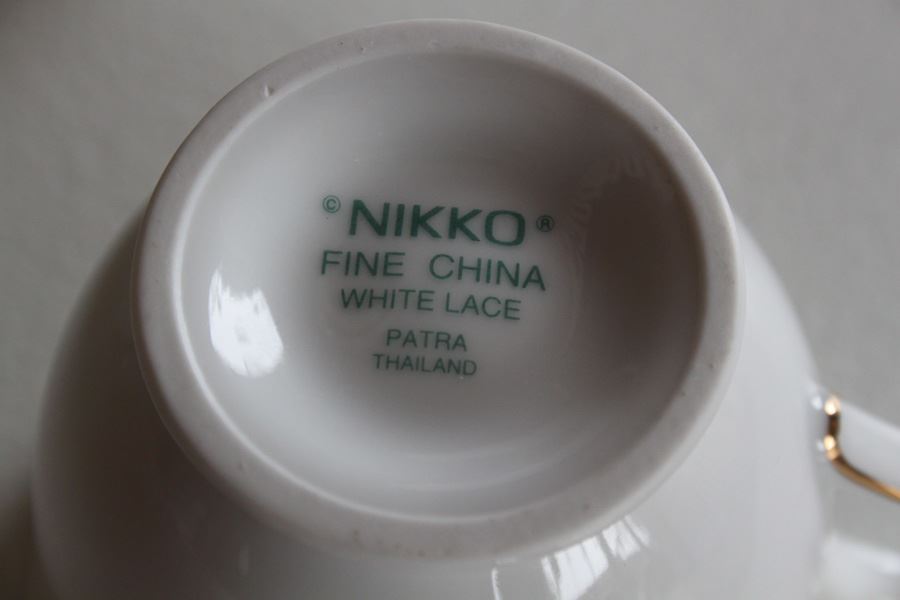 © NIKKO ®
FINE CHINA
WHITE LACE
PATRA
THAILAND